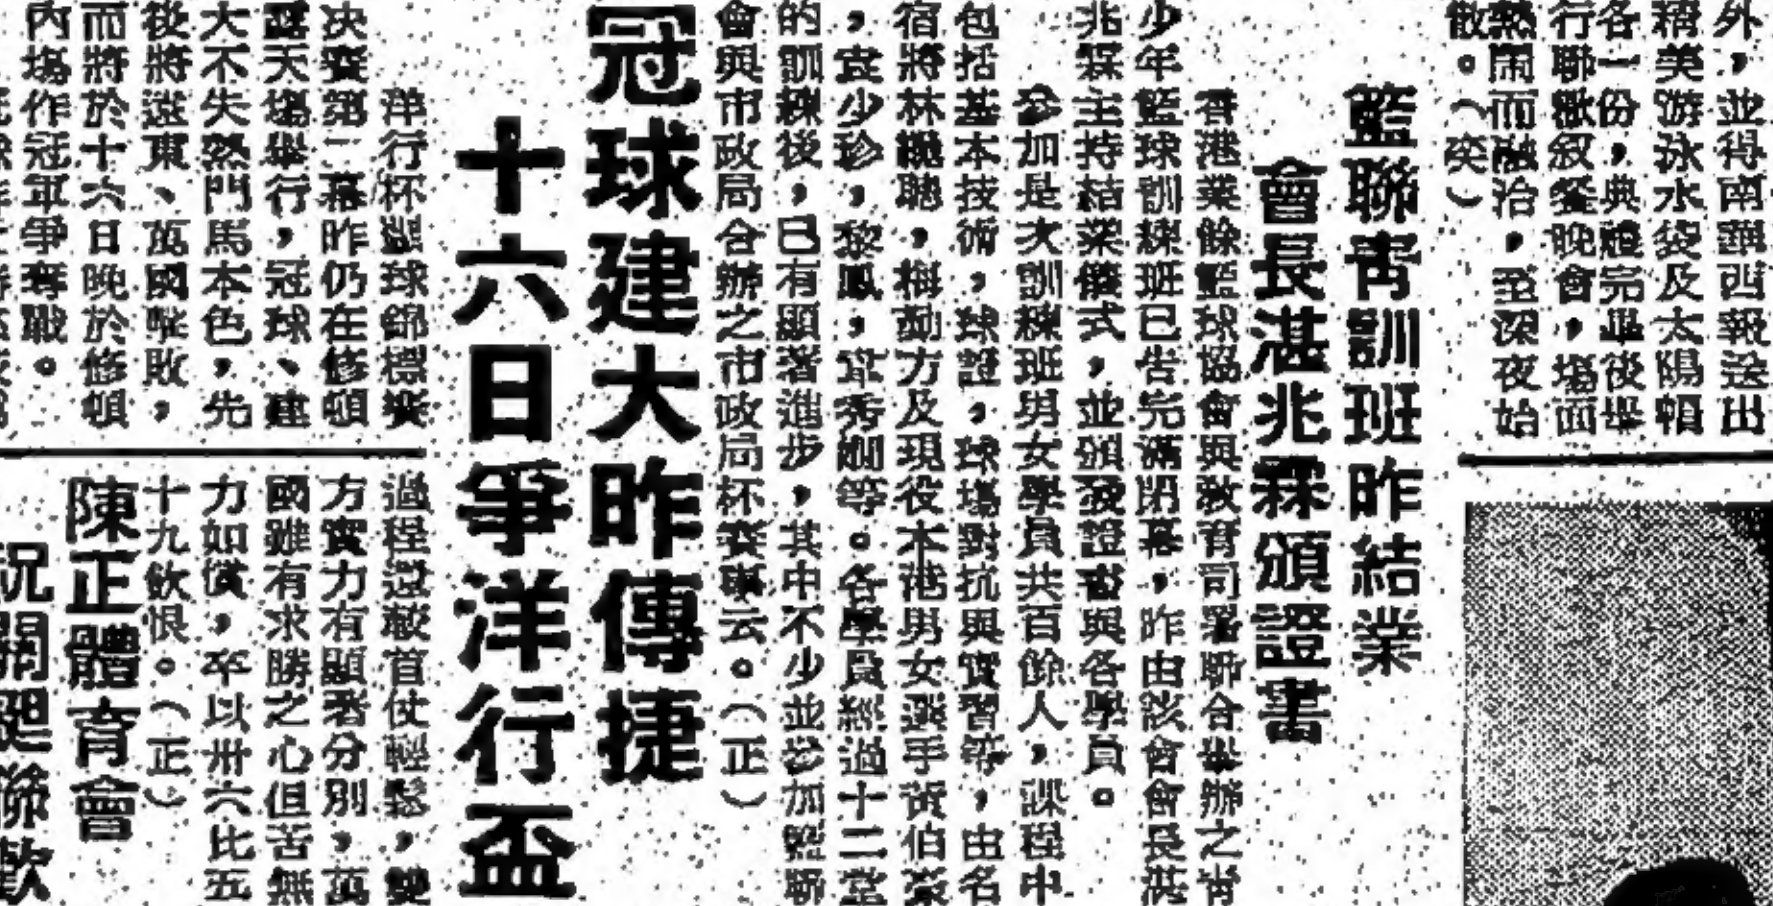 外，並得南華西報送出
精美游泳水袋及太陽帽
各一份，典禮完畢後舉
行聯歡叙餐晚會，場面
熱鬧而融洽，至深夜始
散。（奕）
籃聯靑訓班昨結業
會長湛兆霖頒證書
香港業餘籃球協會與敎育司署聯合舉辦之靑
少年籃球訓練班已告完滿閉幕，昨由該會會長湛
兆霖主持結業儀式，並頒發證書與各學員。
參加是次訓練班男女學員共百餘人，課程中
包括基本技術，球證，球場對抗與實習等，由名
宿將林聰，梅勳方及現役本港男女選手黃伯
，袁少珍，黎鳳，秀嫻等。各學員經過十二堂
的訓練後，已有顯著進步，其中不少並參加籃聯
會與市政局合辦之市政局杯賽事云。（正）
冠球建大昨傳捷
十六日爭洋行盃
洋行杯籃球錦標賽
決賽第二幕昨仍在修頓
露天場舉行，冠球、建
大不失熱門馬本色，先
後將遠東、萬國擊敗，
而將於十六日晚於修頓
內場作冠軍爭奪戰。
過程遠較首仗輕鬆，雙
方實力有顯著分別，萬
國雖有求勝之心但苦無
力如償，卒以卅六比五
十九飲恨。（正）
陳正體育會